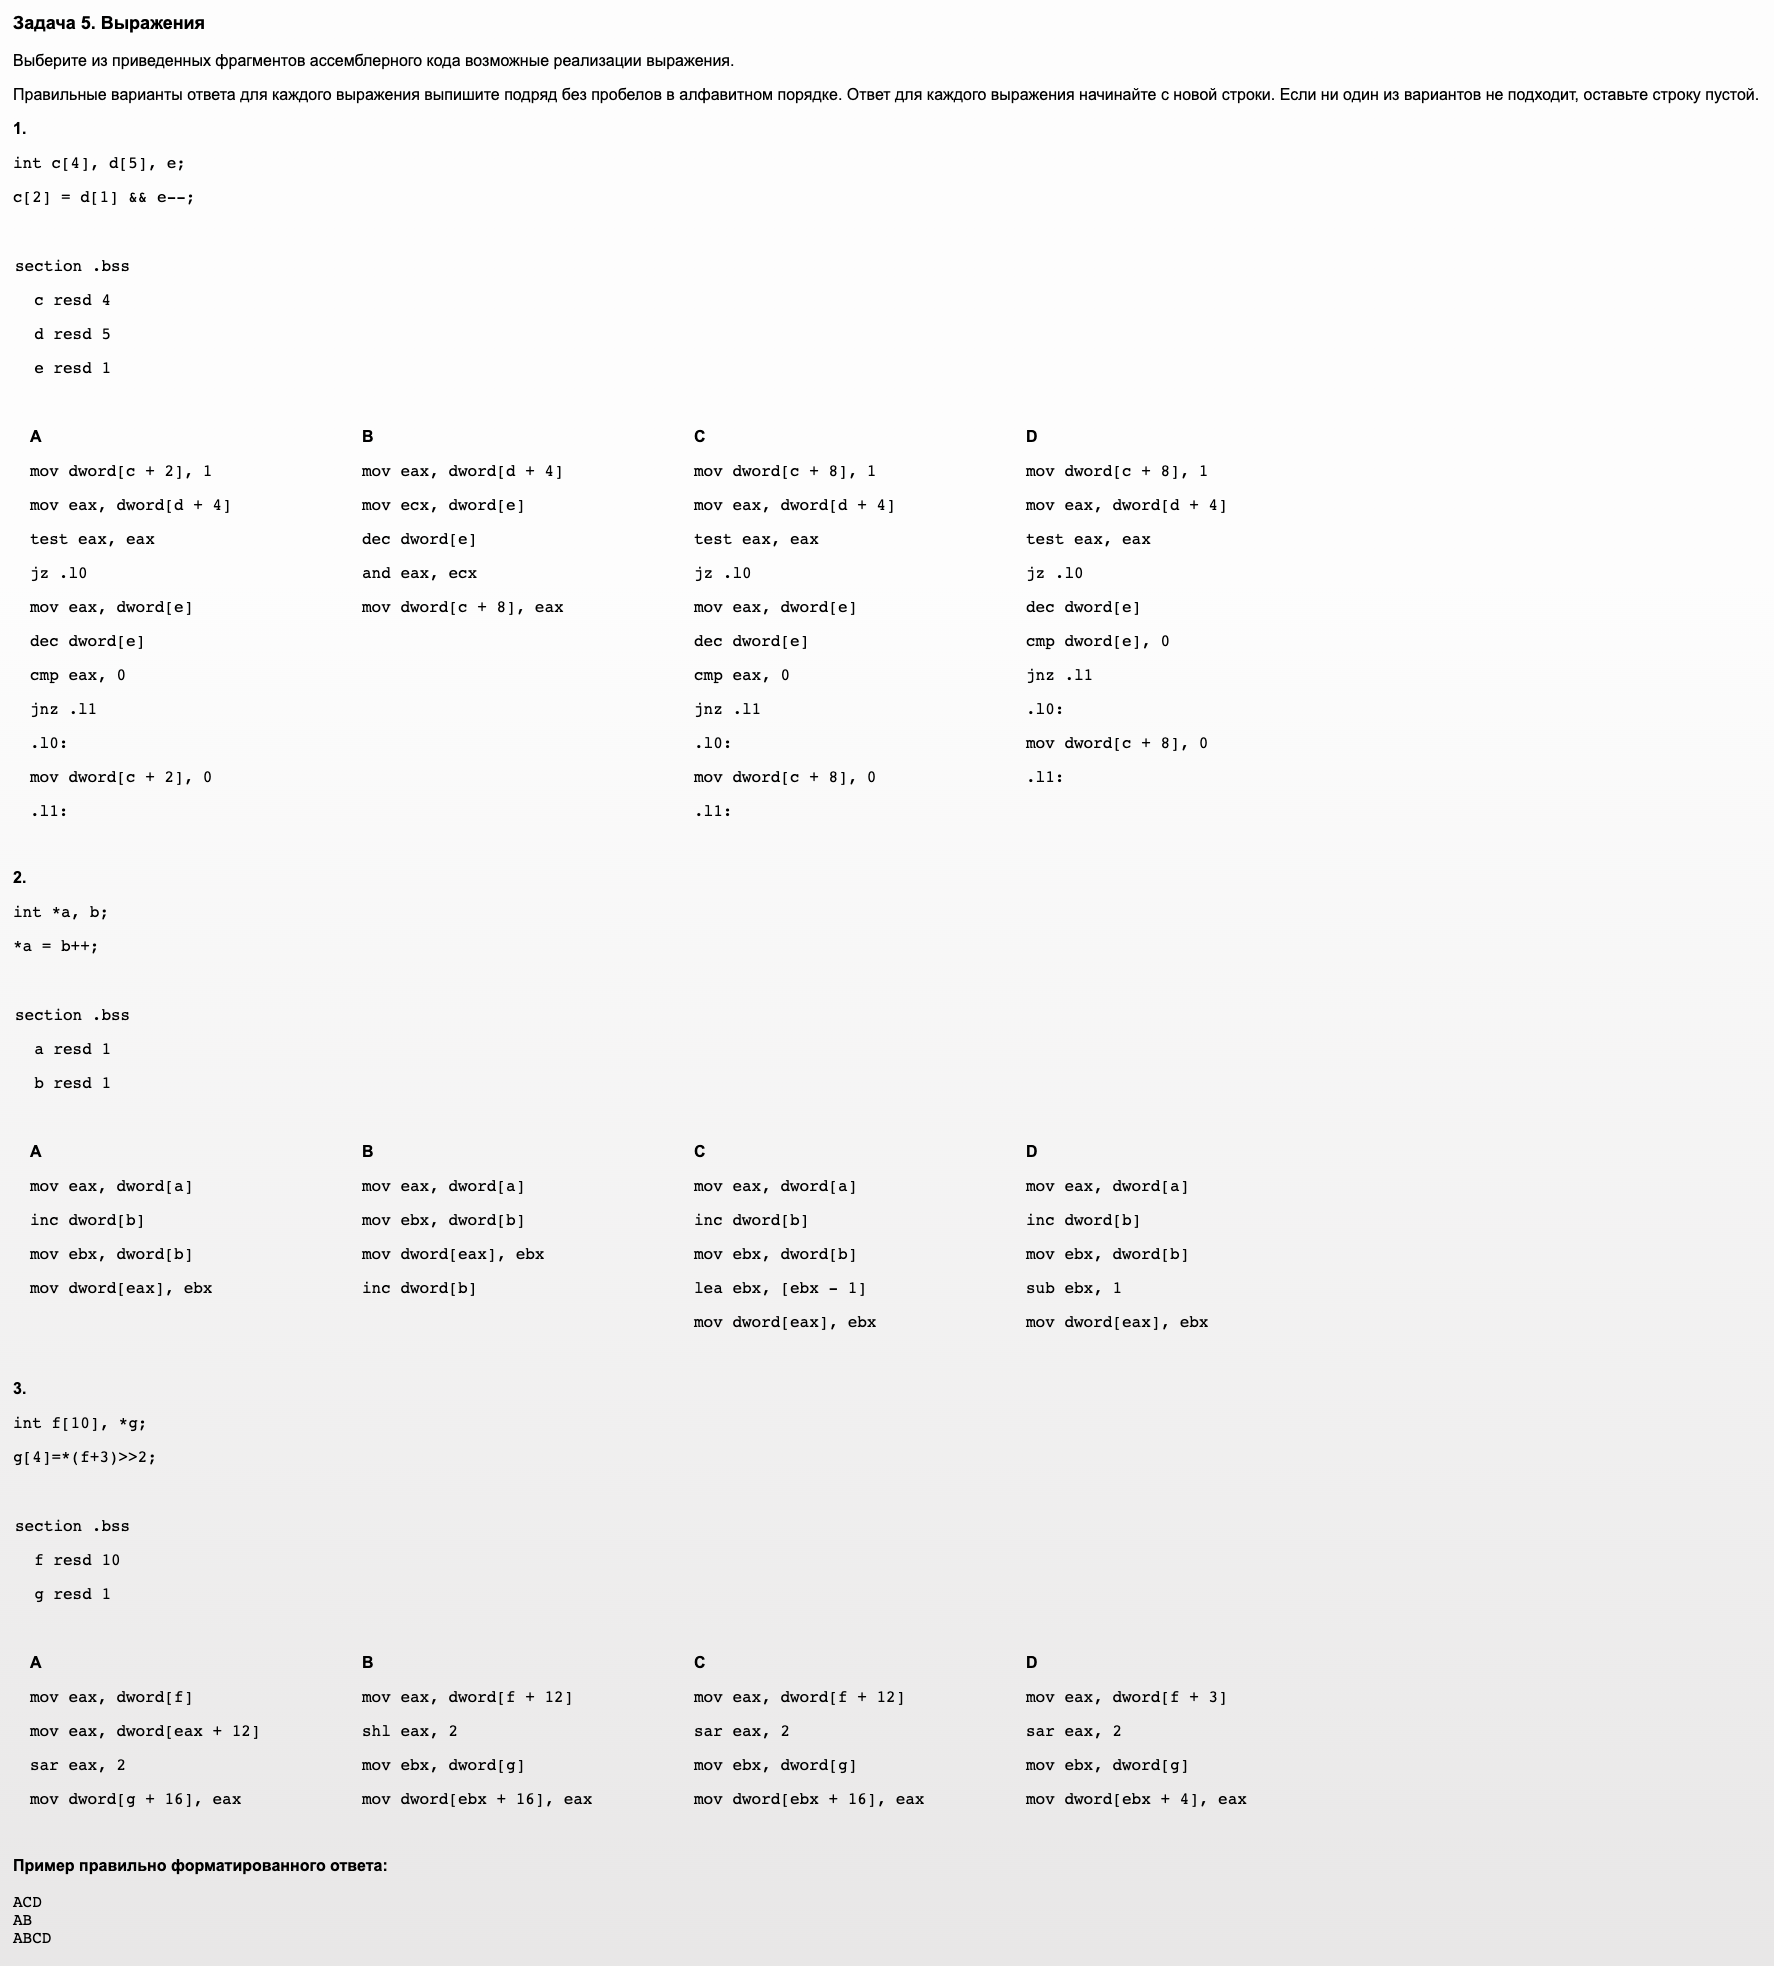 Задача 5. Выражения
Выберите из приведенных фрагментов ассемблерного кода возможные реализации выражения.
Правильные варианты ответа для каждого выражения выпишите подряд без пробелов в алфавитном порядке. Ответ для каждого выражения начинайте с новой строки. Если ни один из вариантов не подходит, оставьте строку пустой.
1.
int c[4], d[5], e;
c[2] = d[1] && e--;
section .bss
c resd 4
d resd 5
e resd 1
A
mov dword[c + 2], 1
mov eax, dword[d + 4]
test eax, eax
jz .l0
mov eax, dword[e]
dec dword[e]
cmp eax, 0
jnz .l1
.l0:
mov dword[c + 2], 0
.l1:
B
mov eax, dword[d + 4]
mov ecx, dword[e]
dec dword[e]
and eax, ecx
mov dword[c + 8], eax
C
mov dword[c + 8], 1
mov eax, dword[d + 4]
test eax, eax
jz .l0
mov eax, dword[e]
dec dword[e]
cmp eax, 0
jnz .l1
.l0:
mov dword[c + 8], 0
.l1:
D
mov dword[c + 8], 1
mov eax, dword[d + 4]
test eax, eax
jz .l0
dec dword[e]
cmp dword[e], 0
jnz .l1
.l0:
mov dword[c + 8], 0
.l1:
2.
int *a, b;
*a = b++;
section .bss
a resd 1
b resd 1
A
mov eax, dword[a]
inc dword[b]
mov ebx, dword[b]
mov dword[eax], ebx
B
mov eax, dword[a]
mov ebx, dword[b]
mov dword[eax], ebx
inc dword[b]
C
mov eax, dword[a]
inc dword[b]
mov ebx, dword[b]
lea ebx, [ebx - 1]
mov dword[eax], ebx
D
mov eax, dword[a]
inc dword[b]
mov ebx, dword[b]
sub ebx, 1
mov dword[eax], ebx
3.
int f[10], *g;
g[4]=*(f+3)>>2;
section .bss
f resd 10
g resd 1
A
mov eax, dword[f]
mov eax, dword[eax + 12]
sar eax, 2
mov dword[g + 16], eax
B
mov eax, dword[f + 12]
shl eax, 2
mov ebx, dword[g]
mov dword[ebx + 16], eax
C
mov eax, dword[f + 12]
sar eax, 2
mov ebx, dword[g]
mov dword[ebx + 16], eax
D
mov eax, dword[f + 3]
sar eax, 2
mov ebx, dword[g]
mov dword[ebx + 4], eax
Пример правильно форматированного ответа:
ACD
AB
ABCD